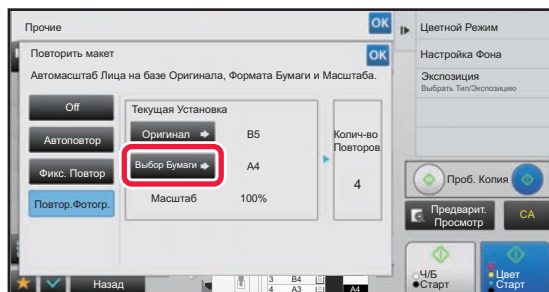 Прочие
OK
Повторить макет
OK
Автомасштаб Лица на базе Оригинала, Формата Бумаги и Масштаба.
Off
Автоповтор
Фикс. Повтор
Повтор.Фотогр.
Текущая Установка
Оригинал
B5
Выбор Бумаги
A4
Масштаб
100%
Колич-во
Повторов
4
Назад
3 B4
4 A3
A4
Цветной Режим
Настройка Фона
Экспозиция
Выбрать Тип/Экспозицию
Проб. Копия
Предварит.
Просмотр
CA
Ч/Б
Старт
Цвет
Старт